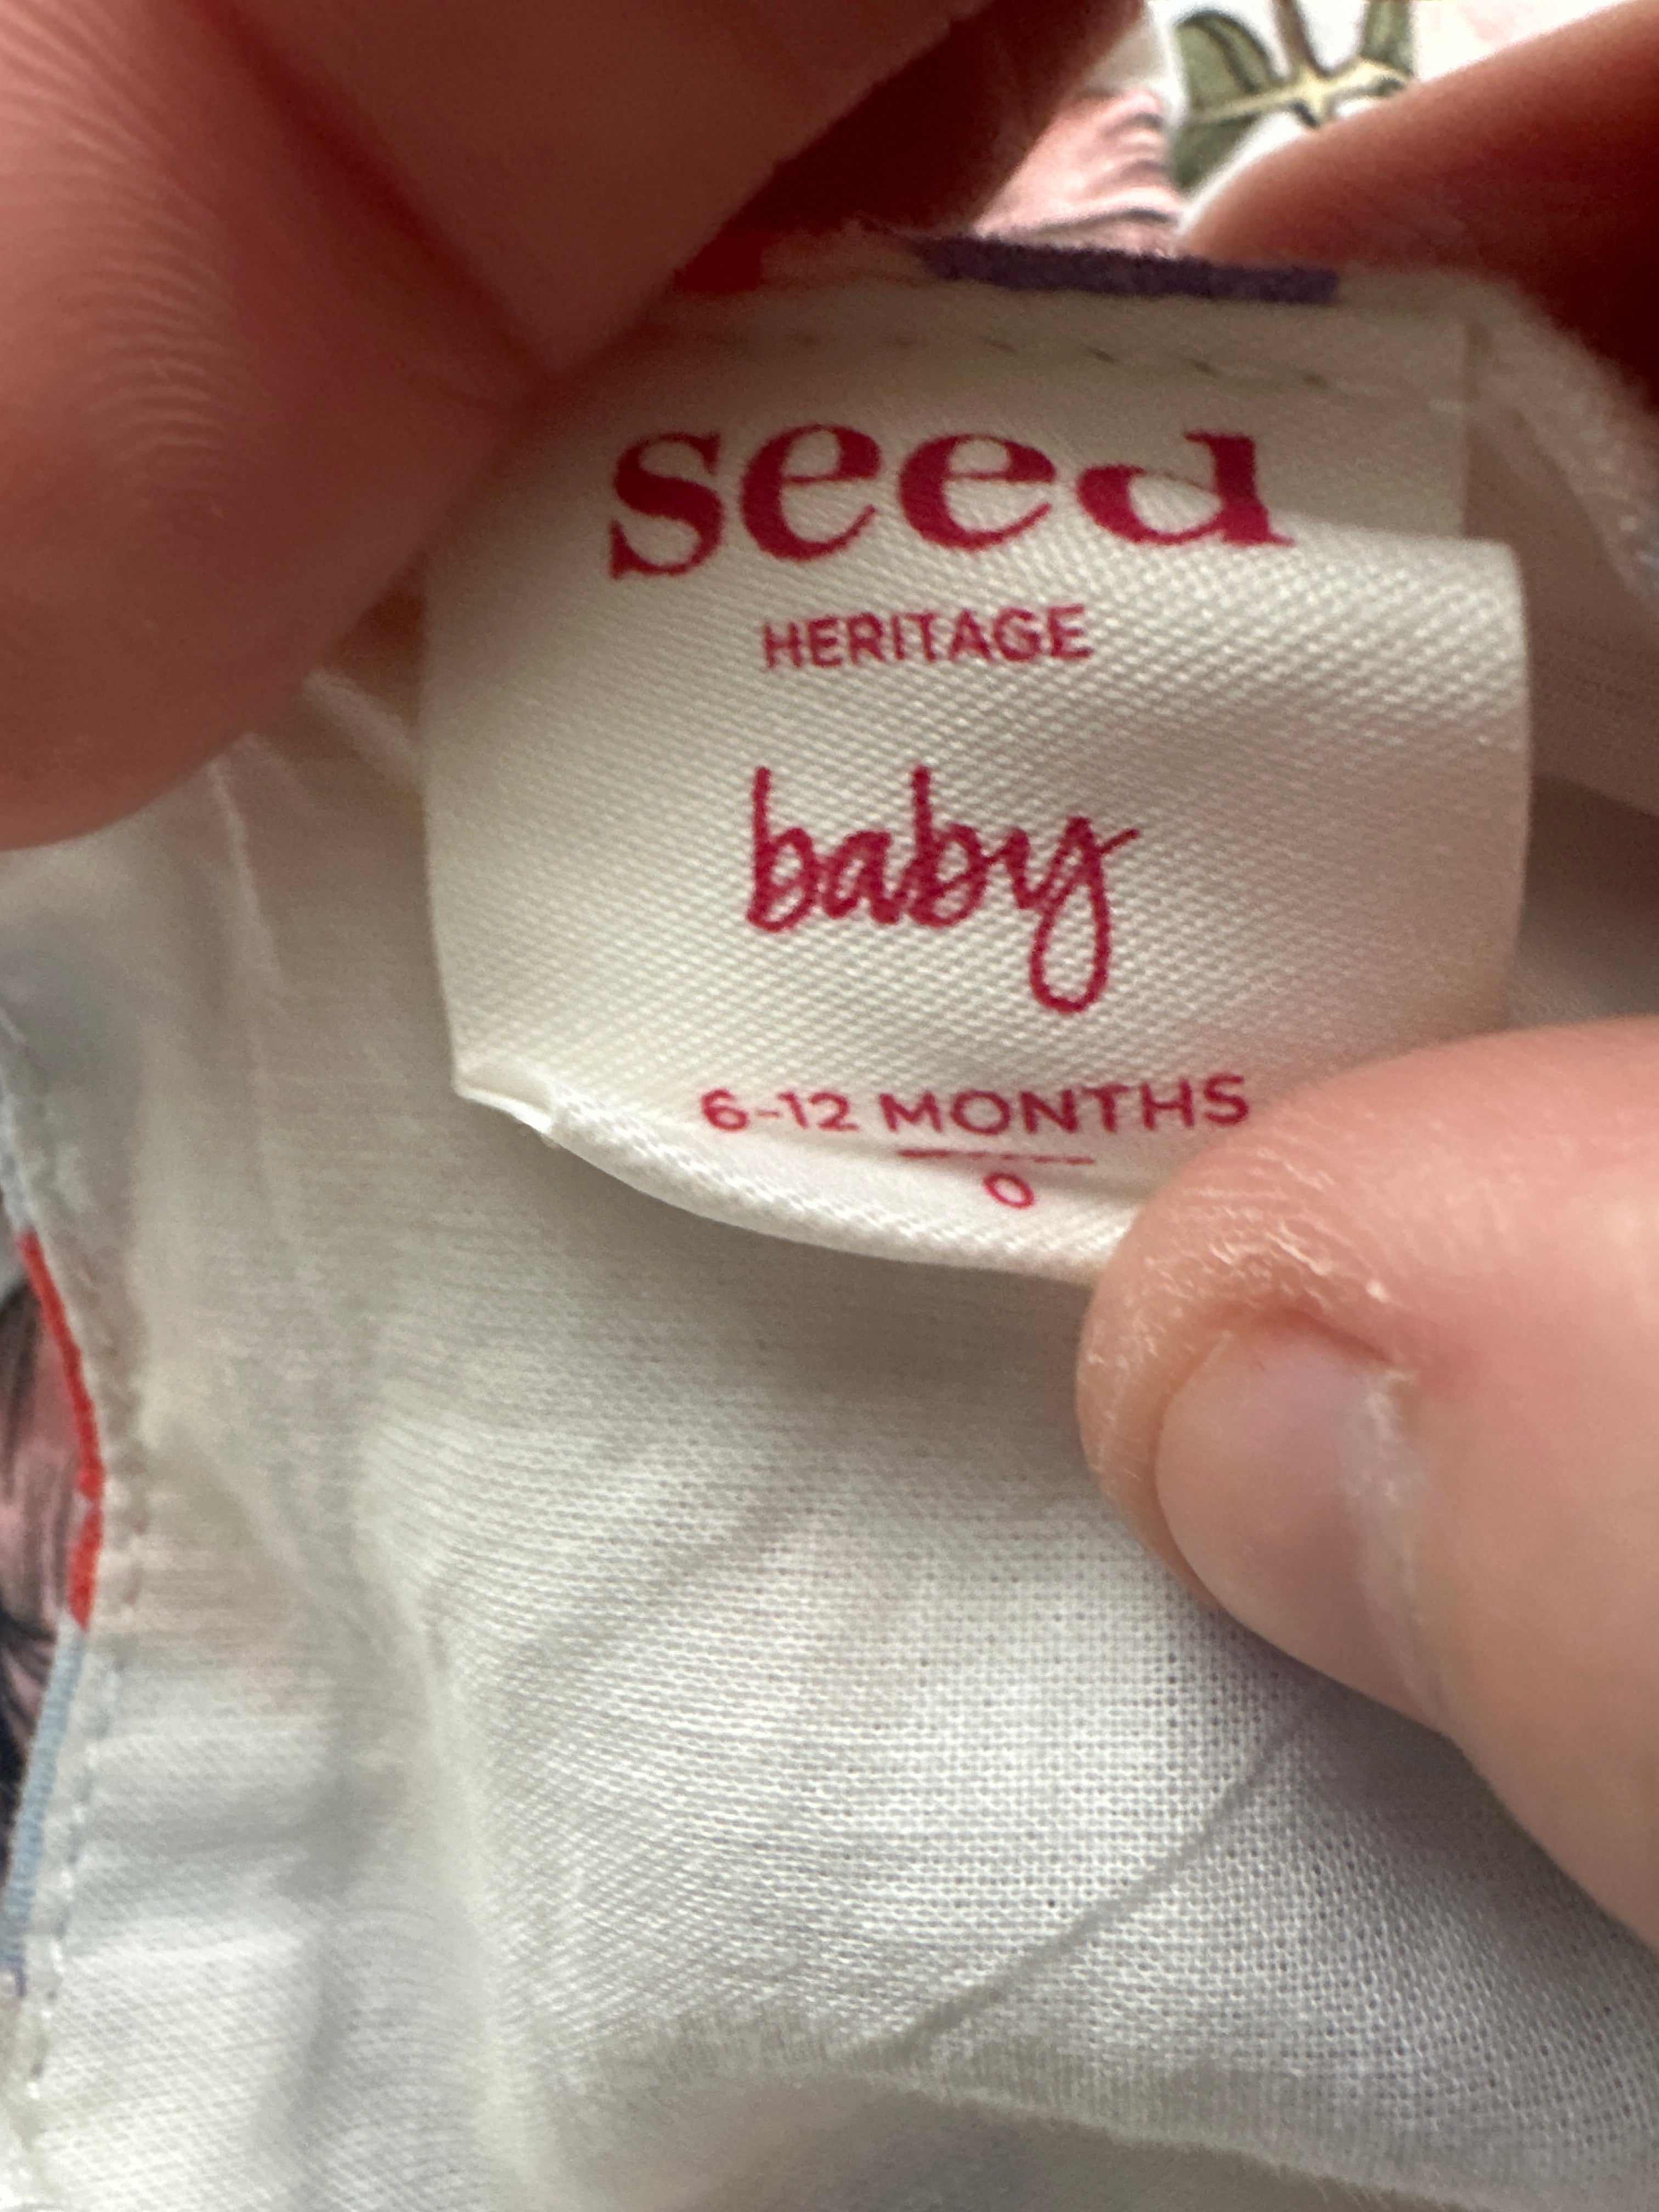 seed
HERITAGE
baby
6-12 MONTHS
0